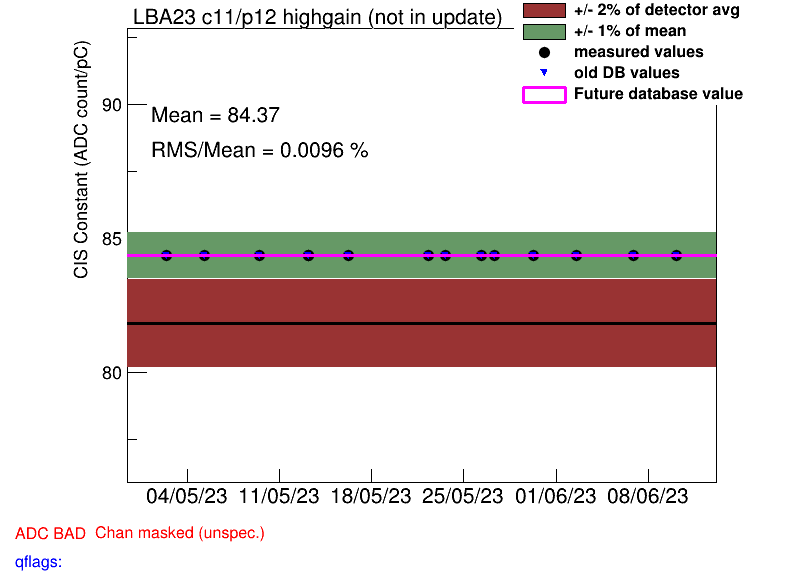 LBA23 c11/p12 highgain (not in update)
+/- 2% of detector avg
+/- 1% of mean
measured values
old DB values
Future database value
CIS Constant (ADC count/pC)
Mean = 84.37
RMS/Mean = 0.0096 %
90
85
80
04/05/23 11/05/23 18/05/23 25/05/23 01/06/23 08/06/23
ADC BAD Chan masked (unspec.)
qflags: